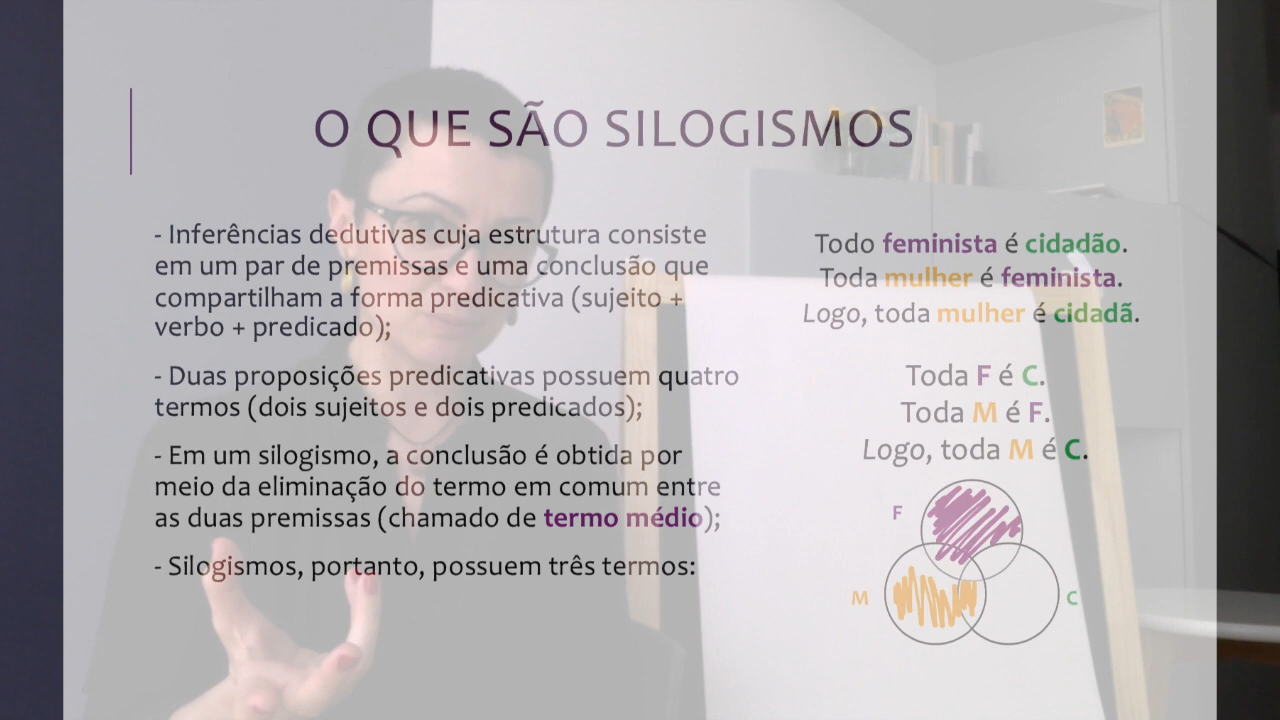 O QUE SÃO SILOGISMOS
- Inferências dedutivas cuja estrutura consiste
em um par de premissas e uma conclusão que
compartilham a forma predicativa (sujeito +
verbo + predicado);
- Duas proposições predicativas possuem quatro
termos (dois sujeitos e dois predicados);
- Em um silogismo, a conclusão é obtida por
meio da eliminação do termo em comum entre
as duas premissas (chamado de termo médio);
- Silogismos, portanto, possuem três termos:
Todo feminista é cidadão.
Toda mulher é feminista.
Logo, toda mulher é cidadã.
Toda F é C.
Toda M é F.
Logo, toda M é C.
F
M
C